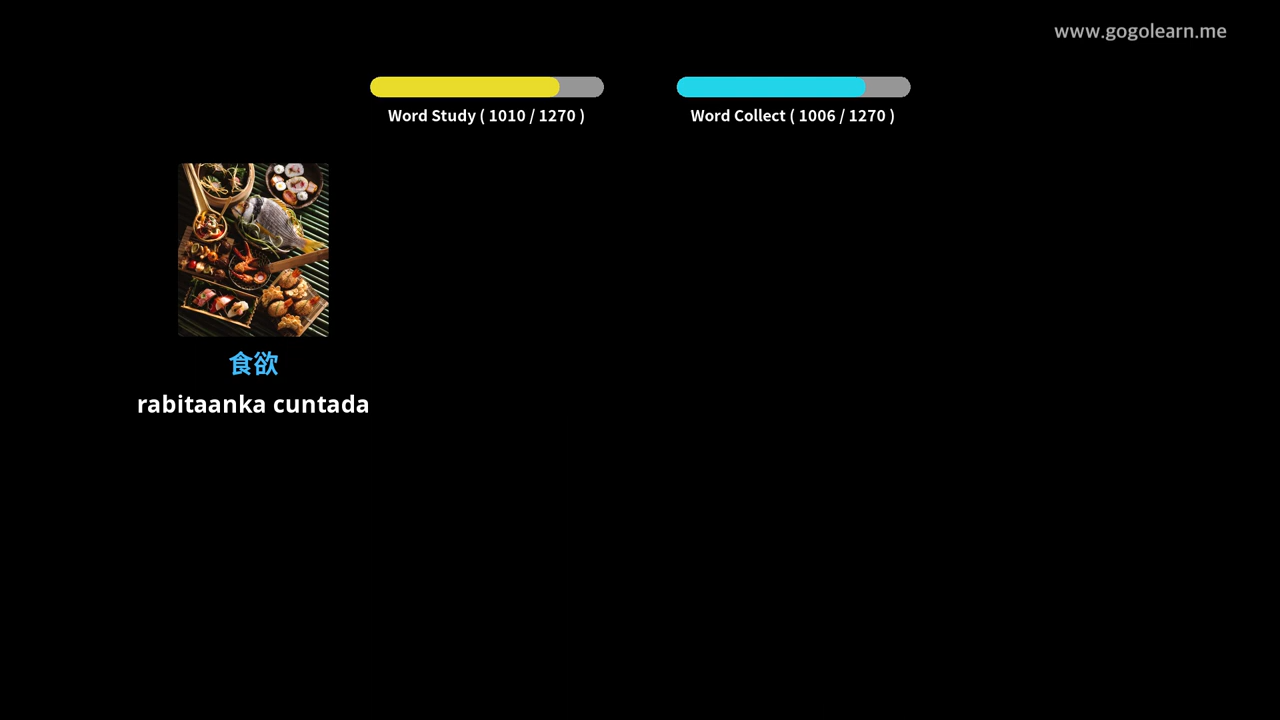 www.gogolearn.me
Word Study ( 1010 / 1270 )
Word Collect ( 1006 / 1270 )
食欲
rabitaanka cuntada